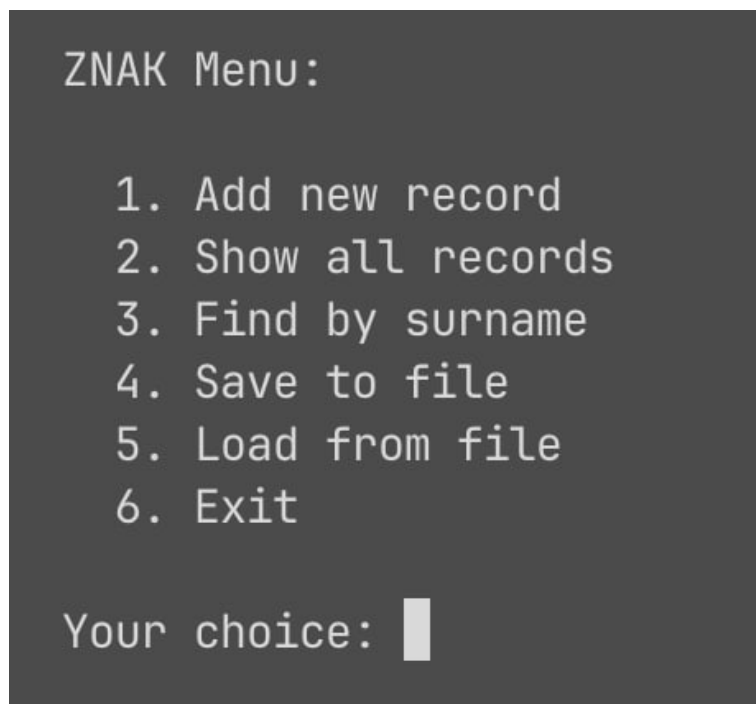 ZNAK Menu:
1. Add new record
2. Show all records
3. Find by surname
4. Save to file
5. Load from file
6. Exit
Your choice: